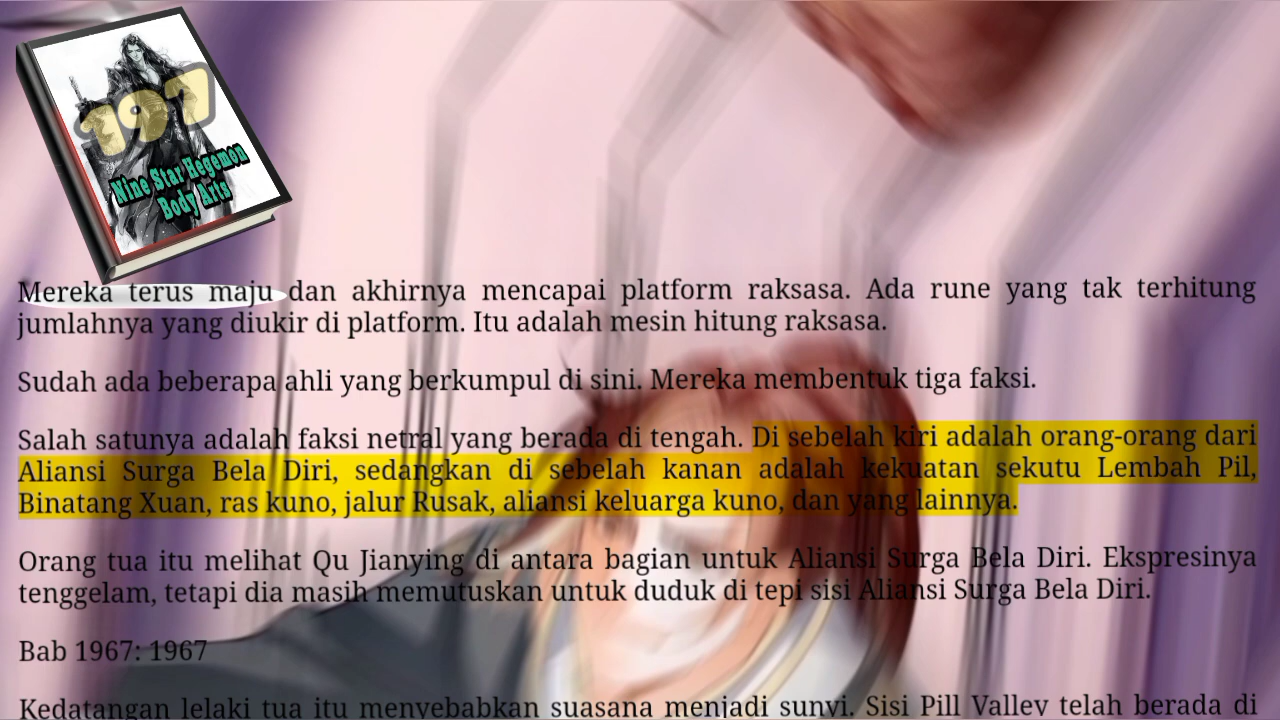 197
Nine Star Hegemon
Body Arts
Mereka terus maju dan akhirnya mencapai platform raksasa. Ada rune yang tak terhitung
jumlahnya yang diukir di platform. Itu adalah mesin hitung raksasa.
Sudah ada beberapa ahli yang berkumpul di sini. Mereka membentuk tiga faksi.
Salah satunya adalah faksi netral yang berada di tengah. Di sebelah kiri adalah orang-orang dari
Aliansi Surga Bela Diri, sedangkan di sebelah kanan adalah kekuatan sekutu Lembah Pil,
Binatang Xuan, ras kuno, jalur Rusak, aliansi keluarga kuno, dan yang lainnya.
Orang tua itu melihat Qu Jianying di antara bagian untuk Aliansi Surga Bela Diri. Ekspresinya
tenggelam, tetapi dia masih memutuskan untuk duduk di tepi sisi Aliansi Surga Bela Diri.
Bab 1967: 1967
Kedatangan lelaki tua itu menyebabkan suasana menjadi sunyi. Sisi Pill Valley telah berada di